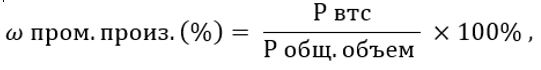 ω пром. произ. (%) = P втс / P общ. объем × 100% ,